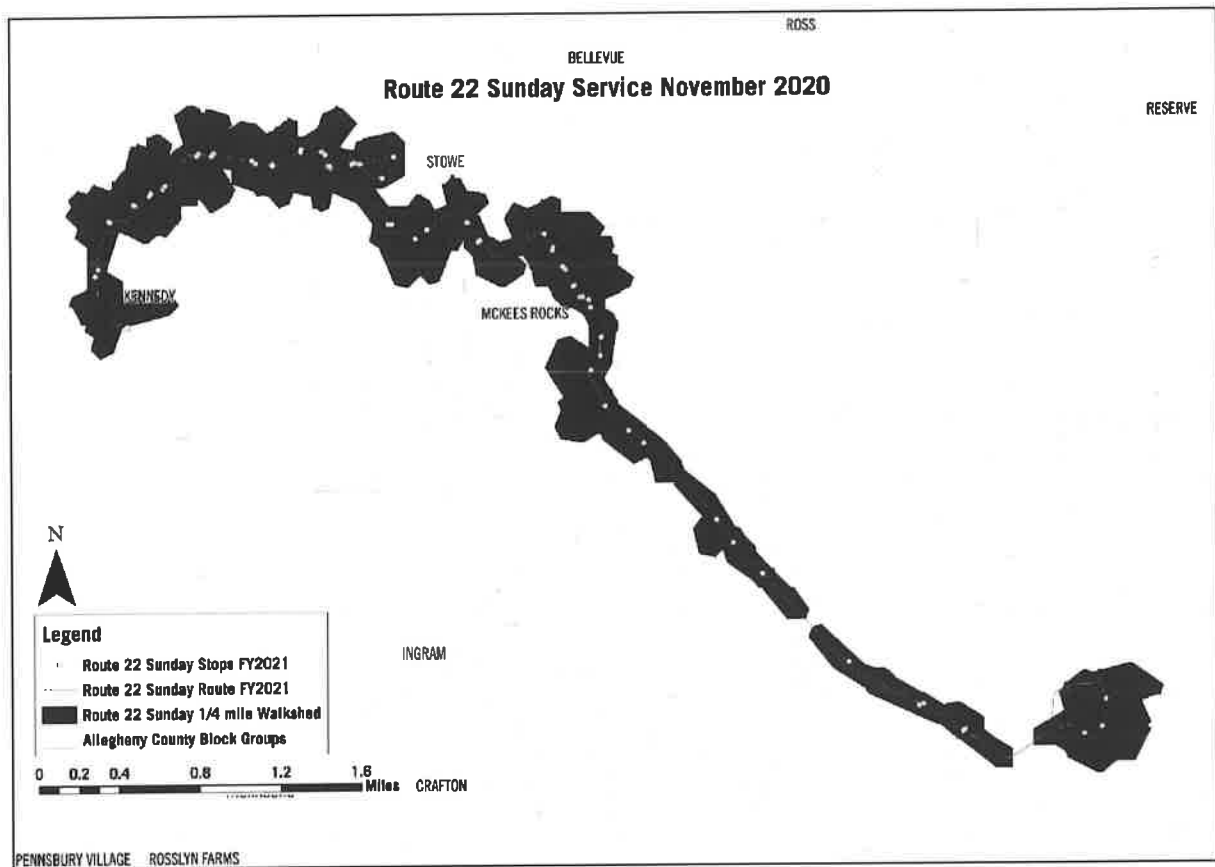 ROSS
BELLEVUE
Route 22 Sunday Service November 2020
RESERVE
STOWE
KENNEDY
MCKEES ROCKS
N
Legend
Route 22 Sunday Stops FY2021
Route 22 Sunday Route FY2021
Route 22 Sunday 1/4 mile Walkshed
Allegheny County Block Groups
INGRAM
0 0.2 0.4 0.8 1.2 1.6
Miles
CRAFTON
PENNSBURY VILLAGE ROSSLYN FARMS